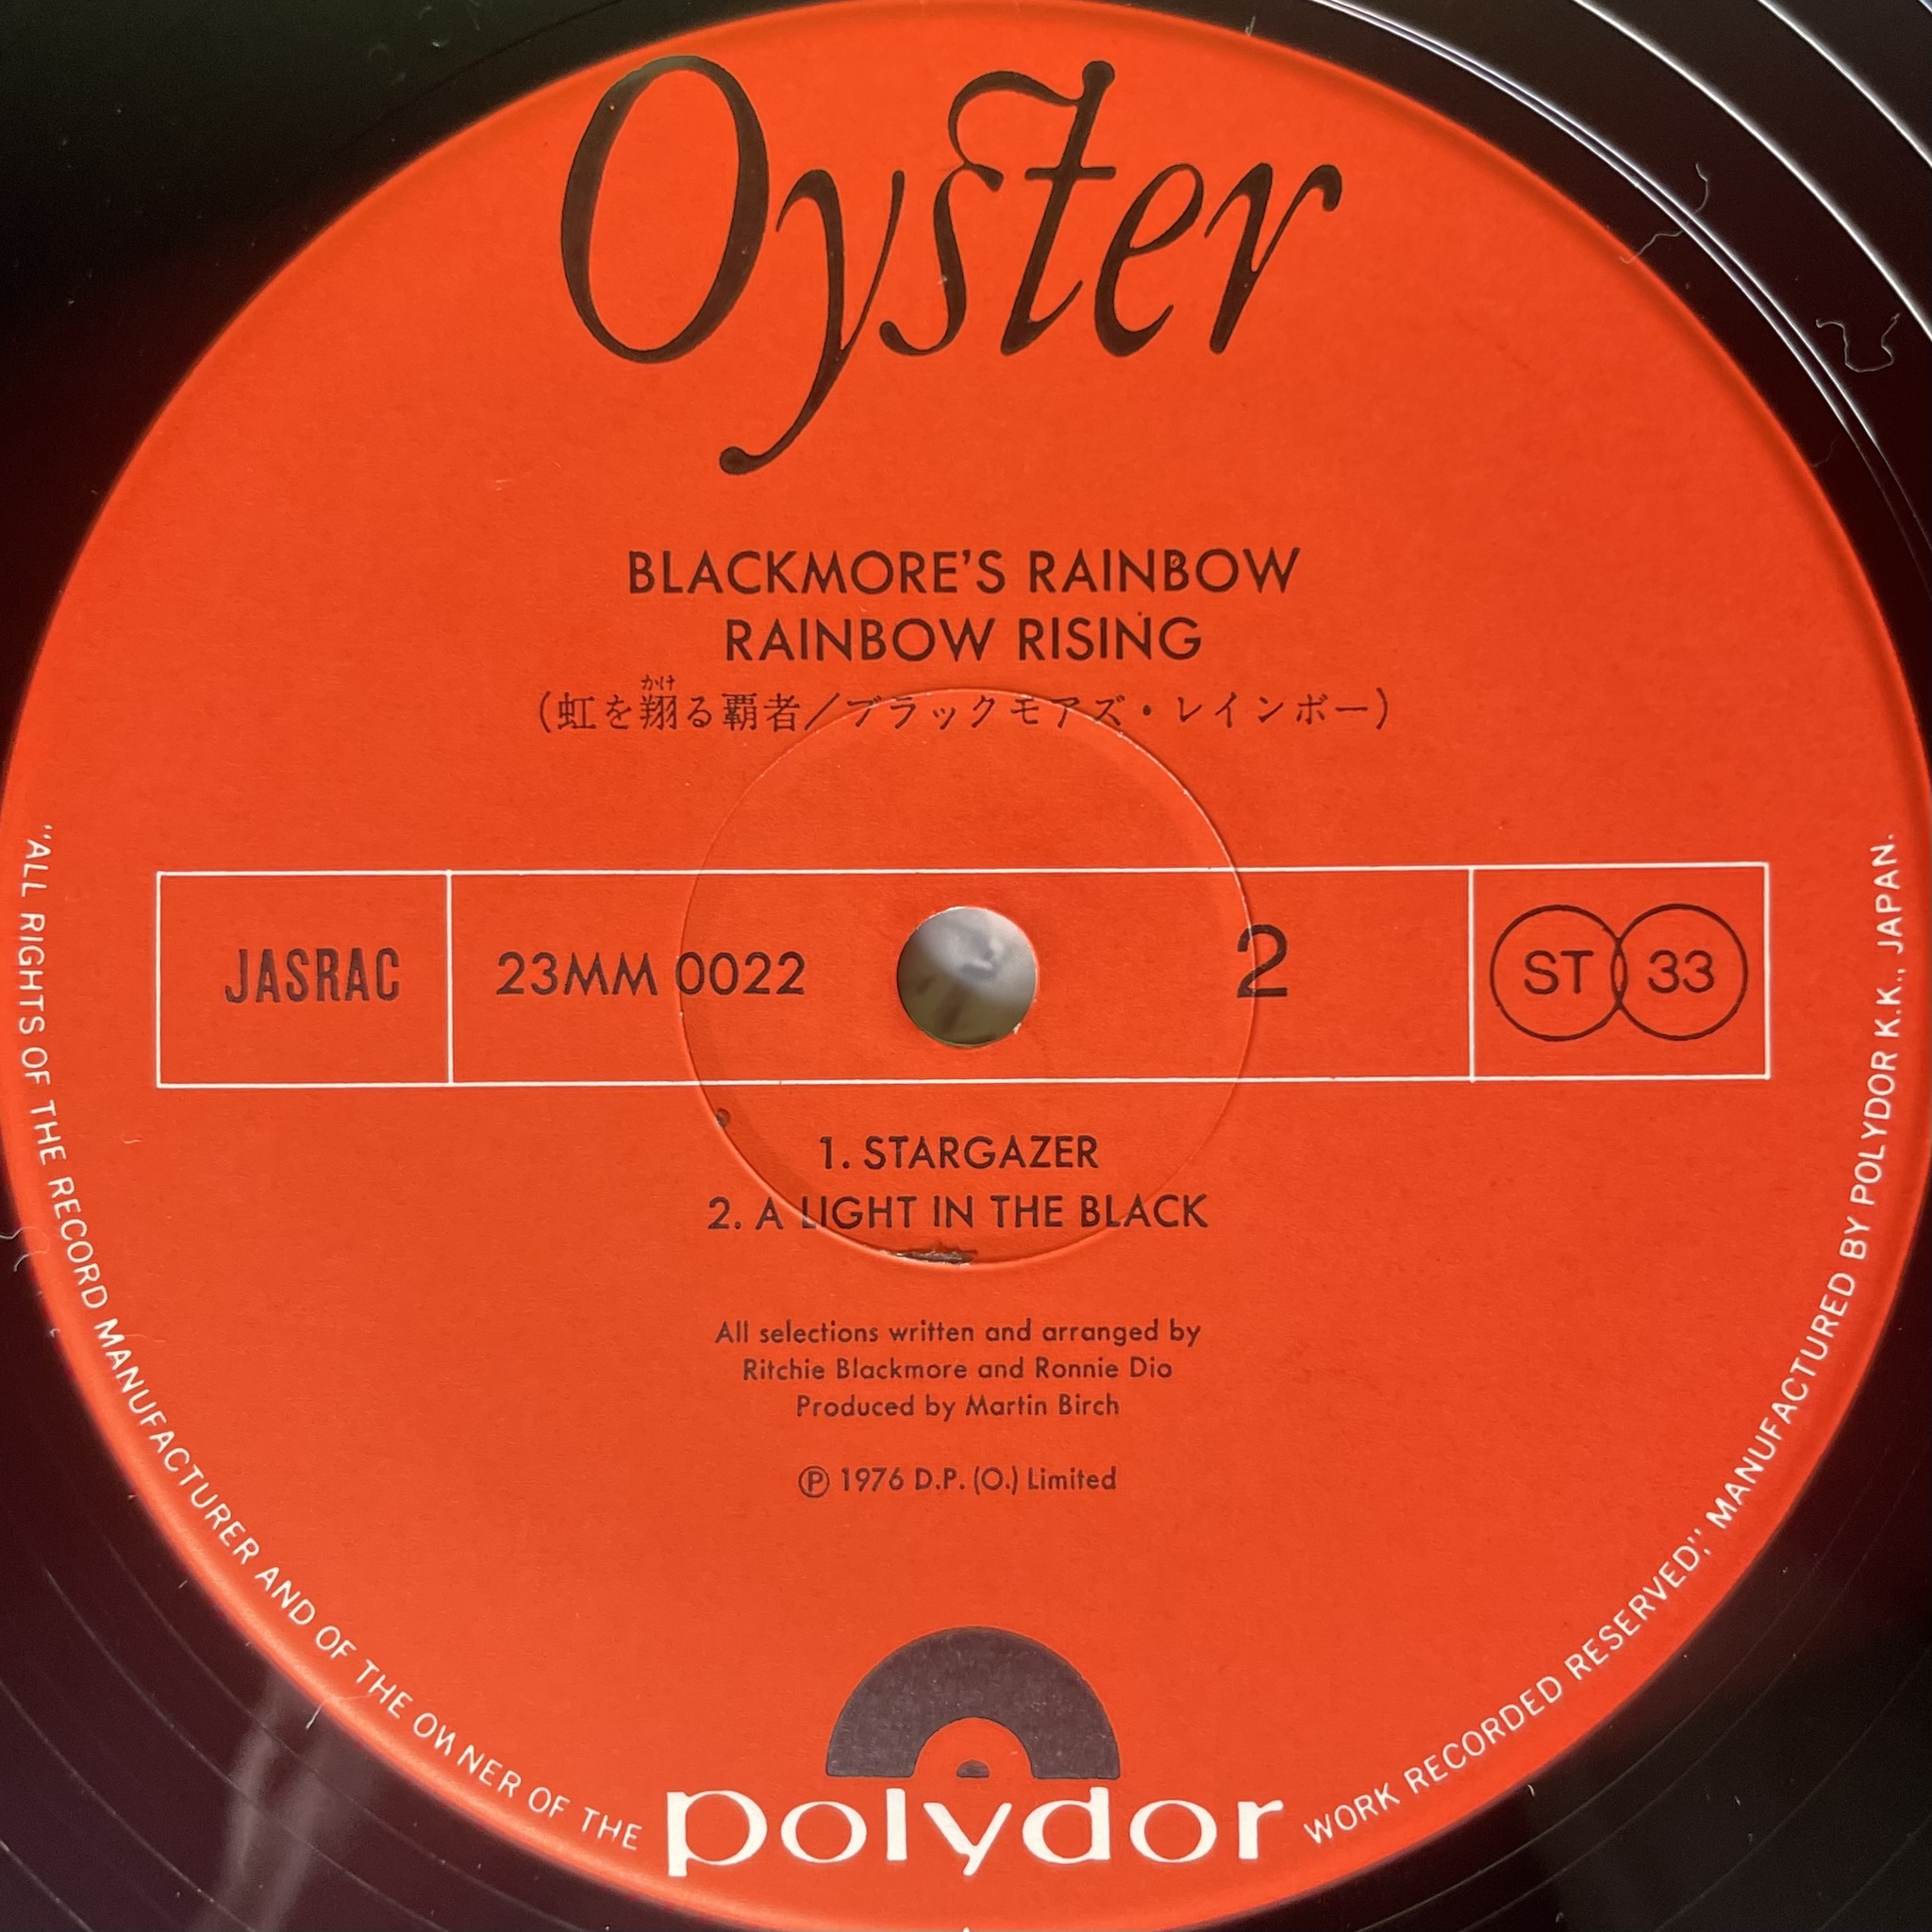 Oyster
BLACKMORE'S RAINBOW
RAINBOW RISING
かけ
(虹を翔る覇者/ブラックモアズ・レインボー)
JASRAC
23MM 0022
2
ST 33
1. STARGAZER
2. A LIGHT IN THE BLACK
All selections written and arranged by
Ritchie Blackmore and Ronnie Dio
Produced by Martin Birch
℗ 1976 D.P. (O.) Limited
polydor
"ALL RIGHTS OF THE RECORD MANUFACTURER AND OF THE OWNER OF THE WORK RECORDED RESERVED," MANUFACTURED BY POLYDOR K.K., JAPAN.